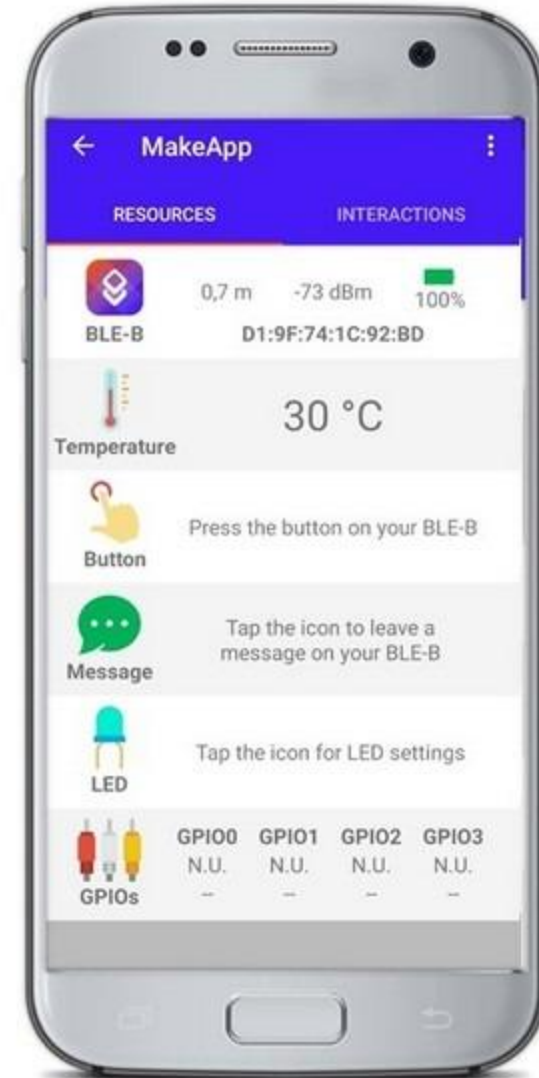 MakeApp
RESOURCES INTERACTIONS
0,7 m -73 dBm 100%
BLE-B D1:9F:74:1C:92:BD
30 °C
Temperature
Press the button on your BLE-B
Button
Tap the icon to leave a
message on your BLE-B
Message
Tap the icon for LED settings
LED
GPIO0 GPIO1 GPIO2 GPIO3
N.U. N.U. N.U. N.U.
-- -- -- --
GPIOs